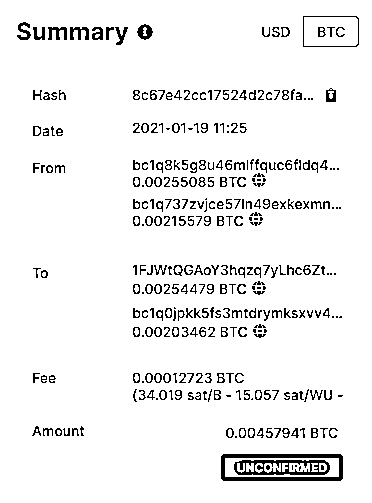 Summary
USD BTC
Hash 8c67e42cc17524d2c78fa...
Date 2021-01-19 11:25
From bc1q8k5g8u46mlffquc6fldq4...
0.00255085 BTC
bc1q737zvjce57ln49exkexmn...
0.00215579 BTC
To 1FJWtQGAoY3hqzq7yLhc6Zt...
0.00254479 BTC
bc1q0jpkk5fs3mtdrymksxvv4...
0.00203462 BTC
Fee 0.00012723 BTC
(34.019 sat/B - 15.057 sat/WU -
Amount 0.00457941 BTC
UNCONFIRMED